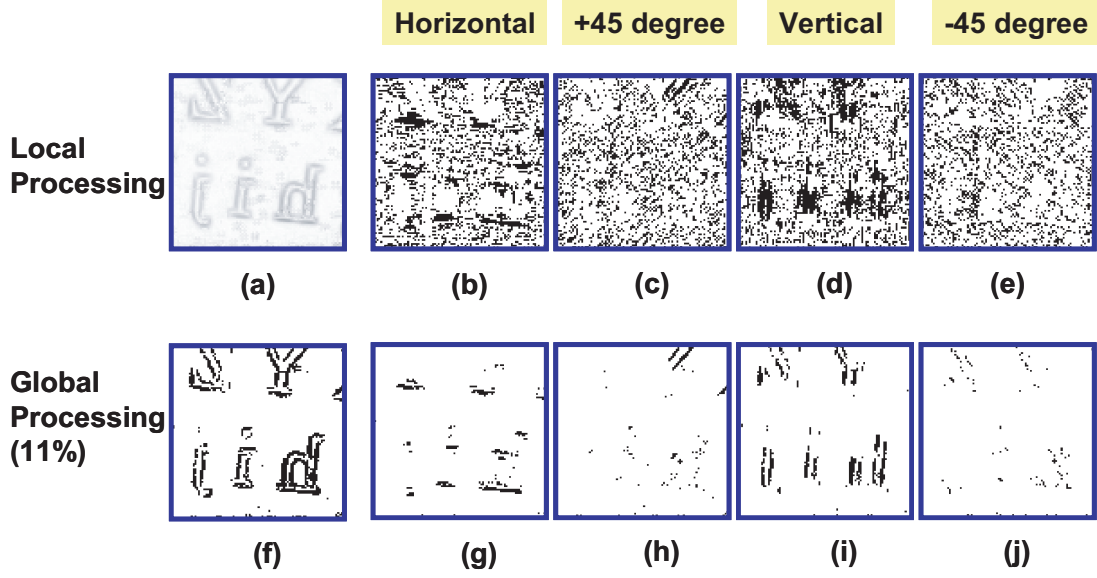 Horizontal +45 degree Vertical -45 degree
Local
Processing
Y
j i d
(a) (b) (c) (d) (e)
Global
Processing
(11%)
Y
j i d
(f) (g) (h) (i) (j)